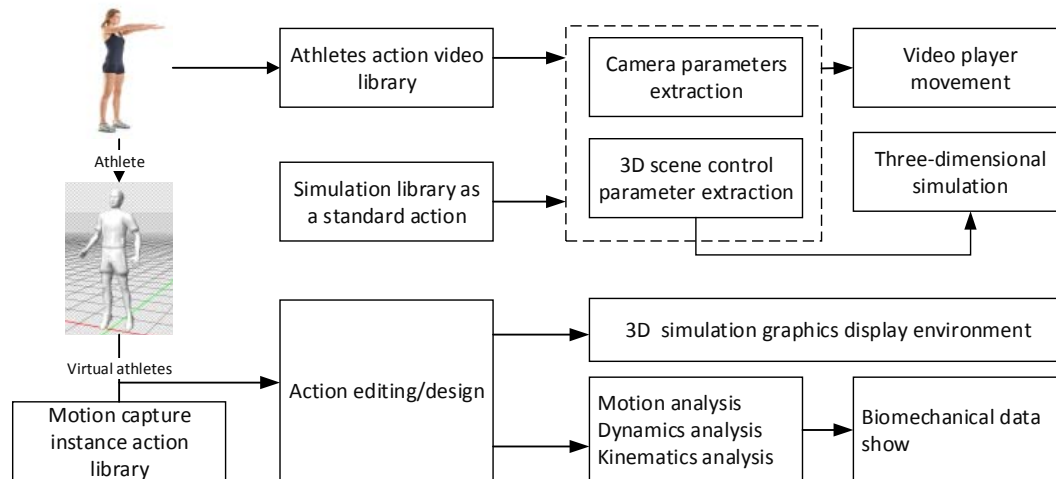 Athletes action video
library
Camera parameters
extraction
Video player
movement
Athlete
Simulation library as
a standard action
3D scene control
parameter extraction
Three-dimensional
simulation
Virtual athletes
Motion capture
instance action
library
Action editing/design
3D simulation graphics display environment
Motion analysis
Dynamics analysis
Kinematics analysis
Biomechanical data
show